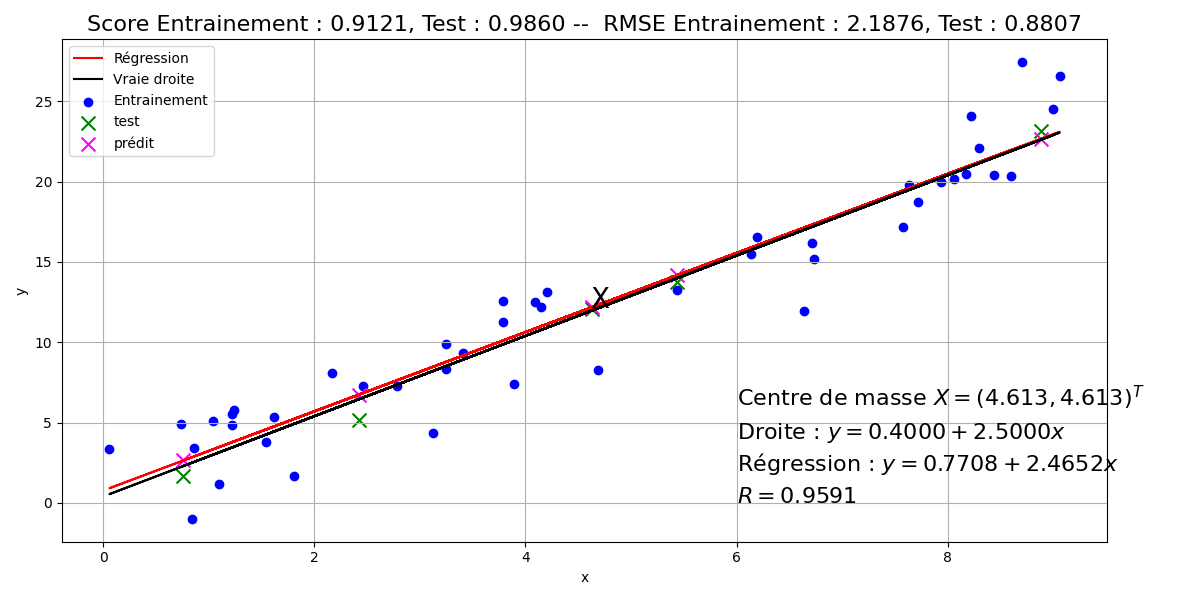 Score Entrainement : 0.9121, Test : 0.9860 --  RMSE Entrainement : 2.1876, Test : 0.8807
Régression
Vraie droite
Entrainement
test
prédit
25
20
15
10
5
0
y
X
Centre de masse X = (4.613, 4.613)^T
Droite : y = 0.4000 + 2.5000x
Régression : y = 0.7708 + 2.4652x
R = 0.9591
0 2 4 6 8
x